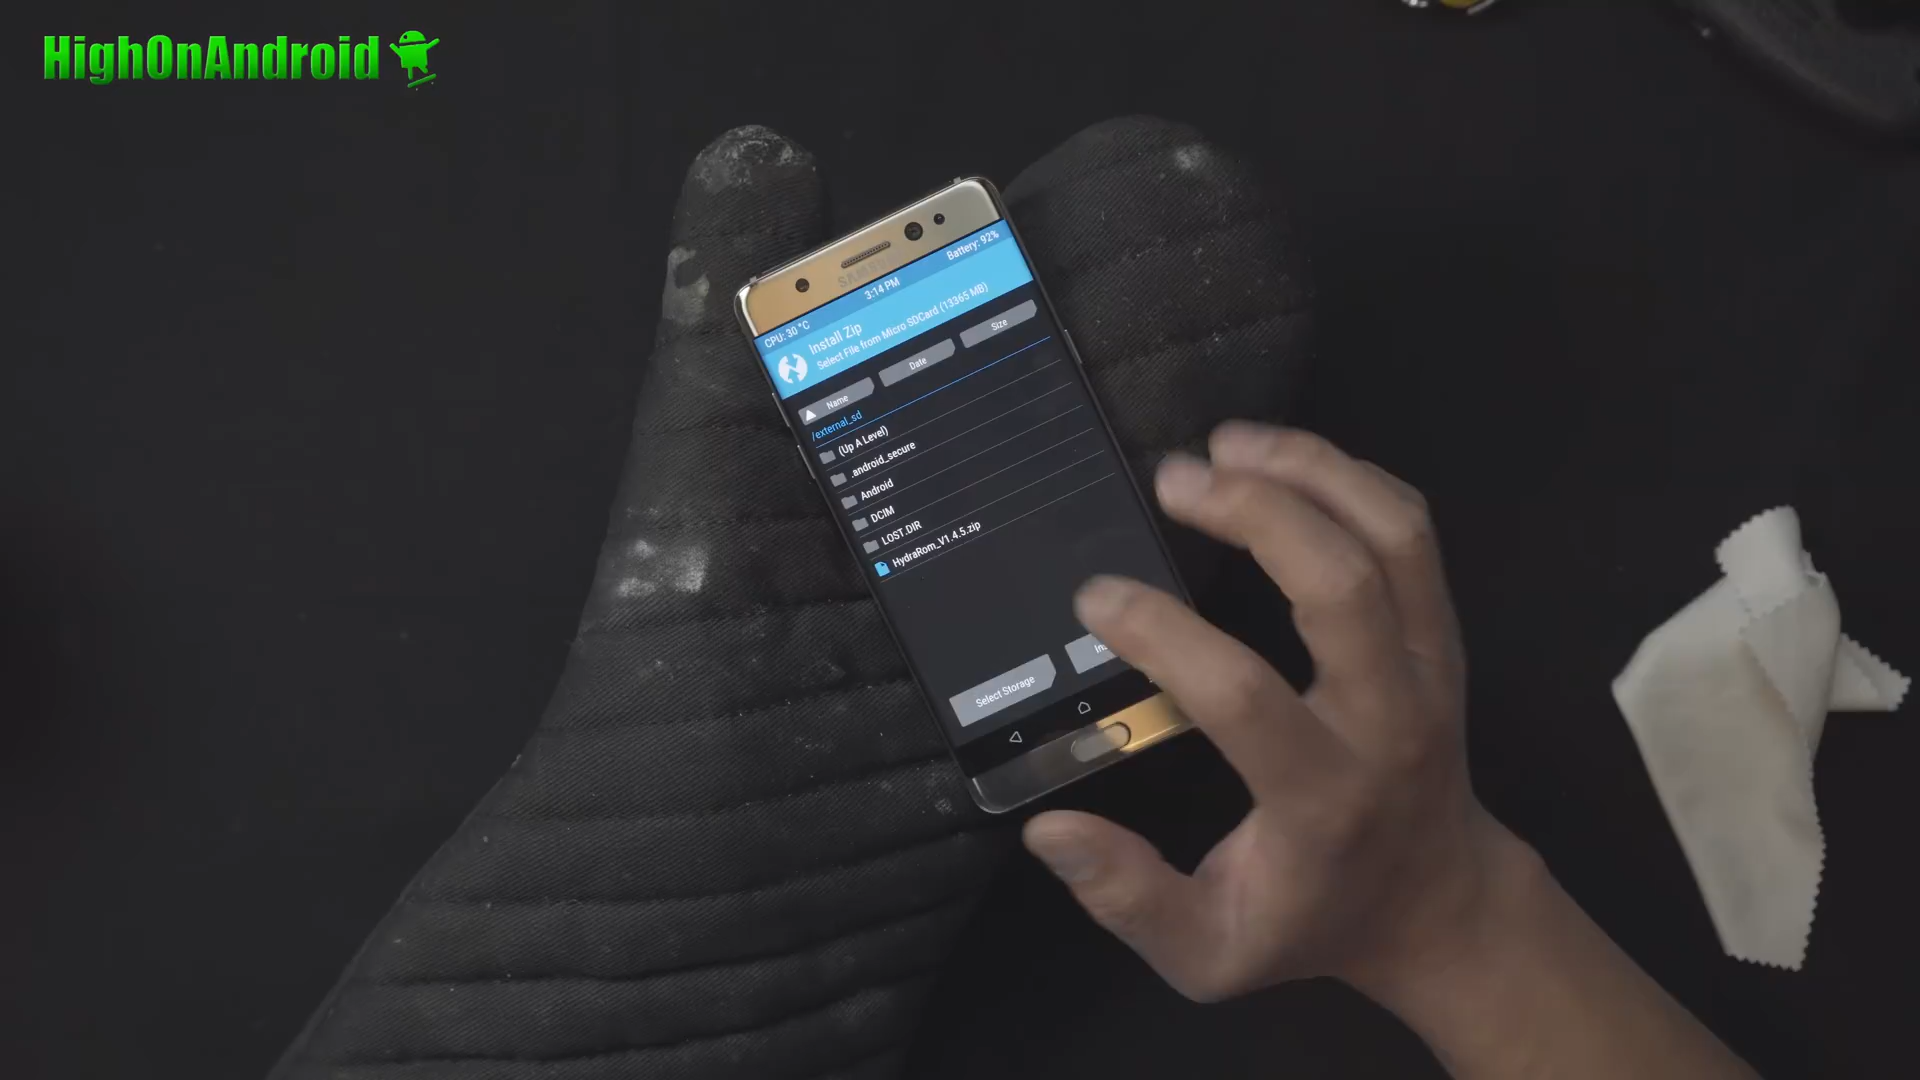 HighOnAndroid
SAMSUNG
CPU: 30 °C
3:14 PM
Battery: 92%
Install Zip
Select File from Micro SDCard (13365 MB)
Name
Date
Size
/external_sd
(Up A Level)
.android_secure
Android
DCIM
LOST.DIR
HydraRom_V1.4.5.zip
Select Storage